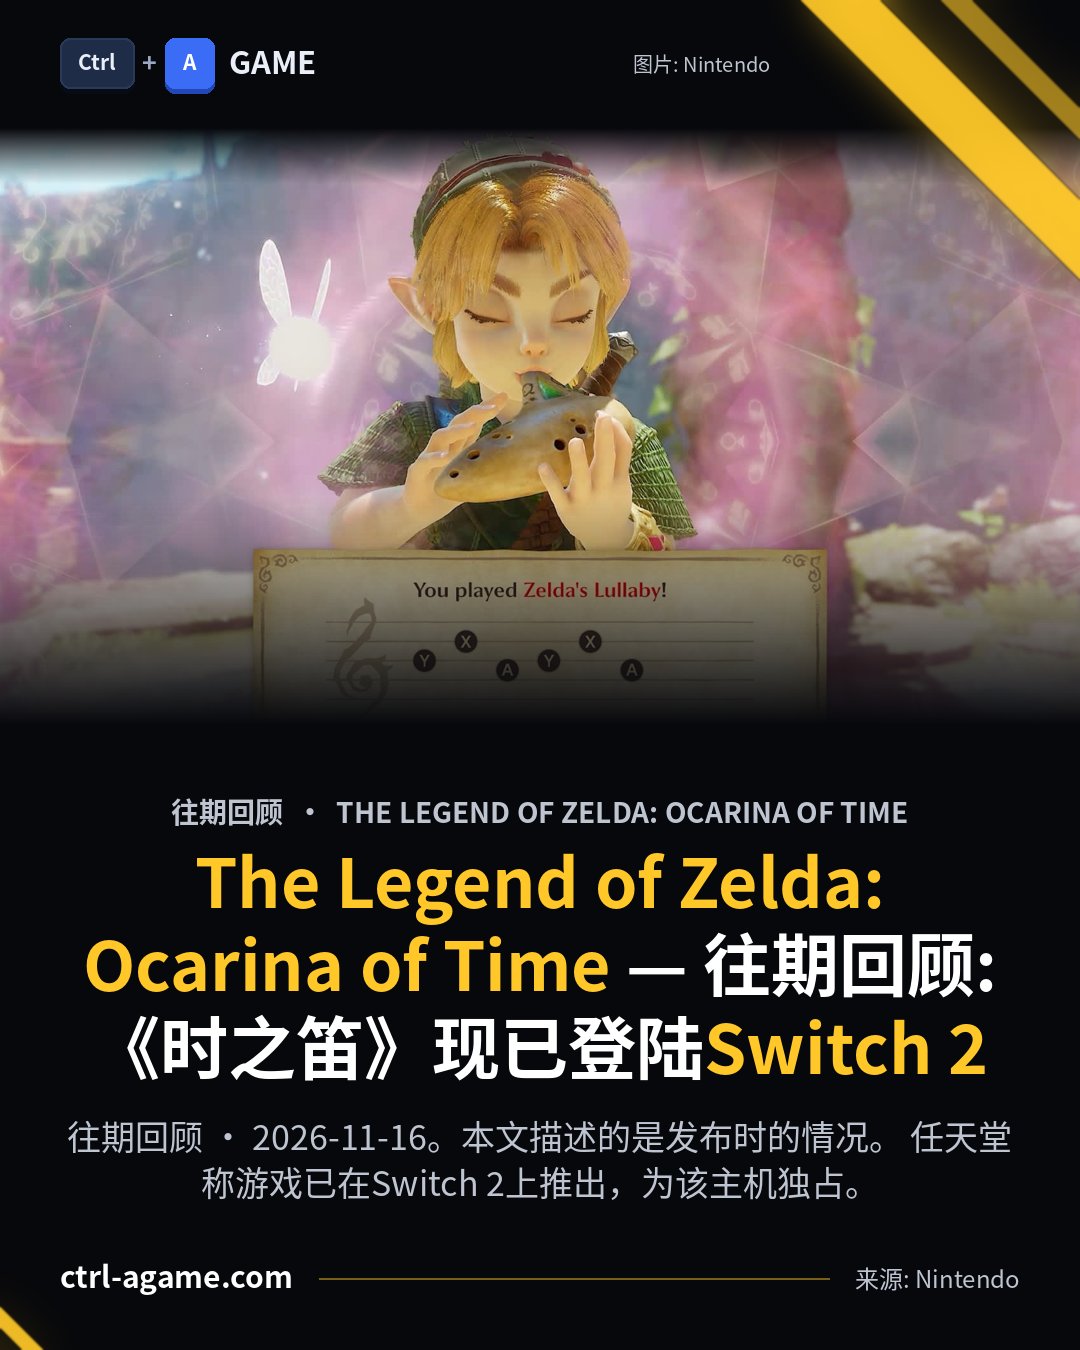 Ctrl + A GAME
图片: Nintendo
You played Zelda's Lullaby!
Y X A Y X A
往期回顾 • THE LEGEND OF ZELDA: OCARINA OF TIME
The Legend of Zelda:
Ocarina of Time — 往期回顾:
《时之笛》现已登陆Switch 2
往期回顾 • 2026-11-16。本文描述的是发布时的情况。 任天堂
称游戏已在Switch 2上推出，为该主机独占。
ctrl-agame.com
来源: Nintendo